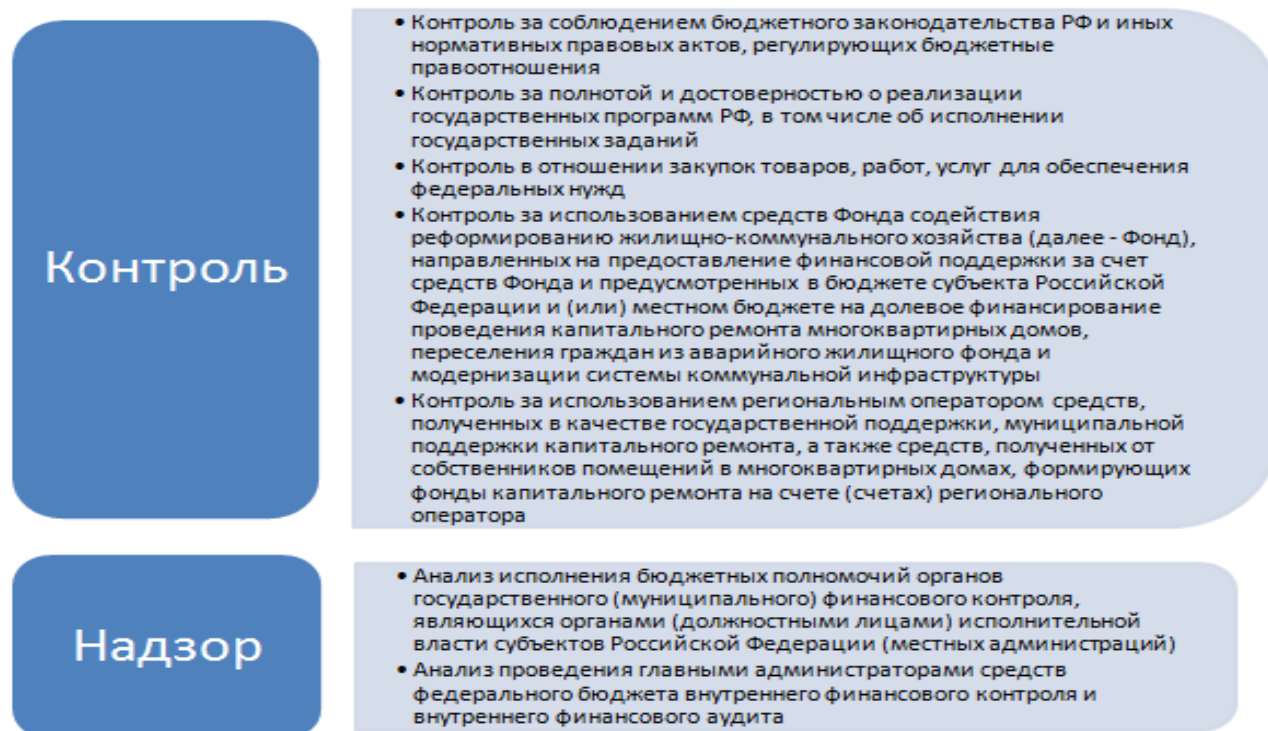 Контроль
• Контроль за соблюдением бюджетного законодательства РФ и иных
нормативных правовых актов, регулирующих бюджетные
правоотношения
• Контроль за полнотой и достоверностью о реализации
государственных программ РФ, в том числе об исполнении
государственных заданий
• Контроль в отношении закупок товаров, работ, услуг для обеспечения
федеральных нужд
• Контроль за использованием средств Фонда содействия
реформированию жилищно-коммунального хозяйства (далее - Фонд),
направленных на предоставление финансовой поддержки за счет
средств Фонда и предусмотренных в бюджете субъекта Российской
Федерации и (или) местном бюджете на долевое финансирование
проведения капитального ремонта многоквартирных домов,
переселения граждан из аварийного жилищного фонда и
модернизации системы коммунальной инфраструктуры
• Контроль за использованием региональным оператором средств,
полученных в качестве государственной поддержки, муниципальной
поддержки капитального ремонта, а также средств, полученных от
собственников помещений в многоквартирных домах, формирующих
фонды капитального ремонта на счете (счетах) регионального
оператора
Надзор
• Анализ исполнения бюджетных полномочий органов
государственного (муниципального) финансового контроля,
являющихся органами (должностными лицами) исполнительной
власти субъектов Российской Федерации (местных администраций)
• Анализ проведения главными администраторами средств
федерального бюджета внутреннего финансового контроля и
внутреннего финансового аудита